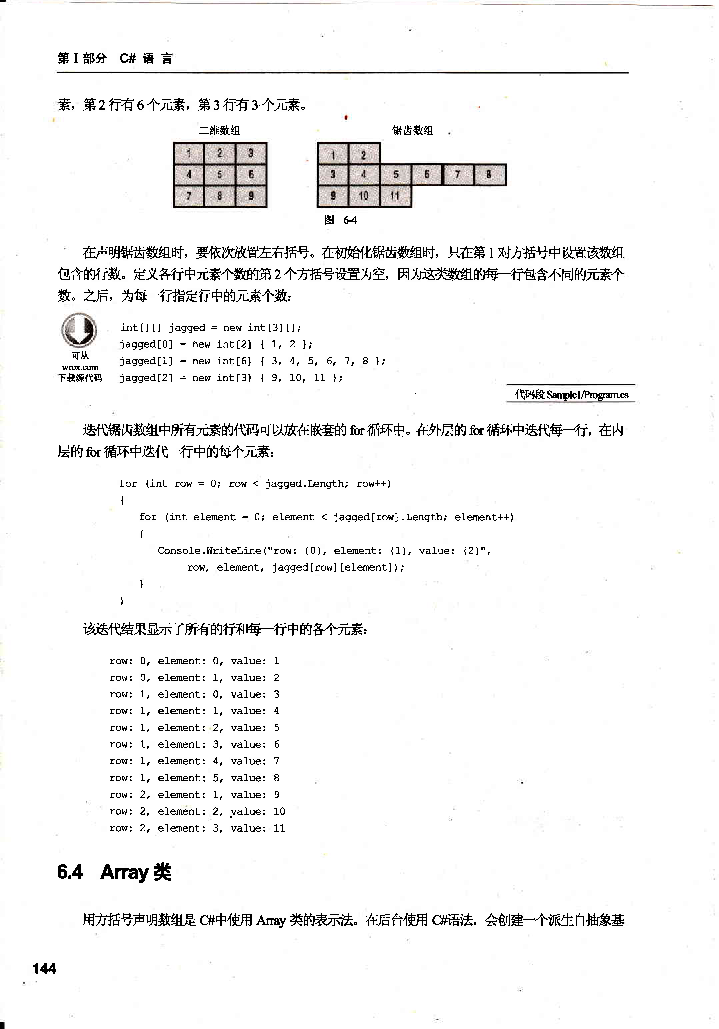 第 I 部分 C# 语 言
素，第 2 行有 6 个元素，第 3 行有 3 个元素。
二维数组 锯齿数组
1 2 3 1 2
4 5 6 3 4 5 6 7 8
7 8 9 9 10 11
图 6-4
在声明锯齿数组时，要依次放置左右括号。在初始化锯齿数组时，只在第 1 对方括号中设置该数组
包含的行数。定义各行中元素个数的第 2 个方括号设置为空，因为这类数组的每一行包含不同的元素个
数。之后，为每一行指定行中的元素个数：
可从
wrox.com
下载源代码
int[][] jagged = new int[3][];
jagged[0] = new int[2] { 1, 2 };
jagged[1] = new int[6] { 3, 4, 5, 6, 7, 8 };
jagged[2] = new int[3] { 9, 10, 11 };
代码段 Sample1/Program.cs
迭代锯齿数组中所有元素的代码可以放在嵌套的 for 循环中。在外层的 for 循环中迭代每一行，在内
层的 for 循环中迭代一行中的每个元素：
for (int row = 0; row < jagged.Length; row++)
{
for (int element = 0; element < jagged[row].Length; element++)
{
Console.WriteLine("row: {0}, element: {1}, value: {2}",
row, element, jagged[row][element]);
}
}
该迭代结果显示了所有的行和每一行中的各个元素：
row: 0, element: 0, value: 1
row: 0, element: 1, value: 2
row: 1, element: 0, value: 3
row: 1, element: 1, value: 4
row: 1, element: 2, value: 5
row: 1, element: 3, value: 6
row: 1, element: 4, value: 7
row: 1, element: 5, value: 8
row: 2, element: 1, value: 9
row: 2, element: 2, value: 10
row: 2, element: 3, value: 11
6.4 Array 类
用方括号声明数组是 C#中使用 Array 类的表示法。在后台使用 C#语法，会创建一个派生自抽象基
144